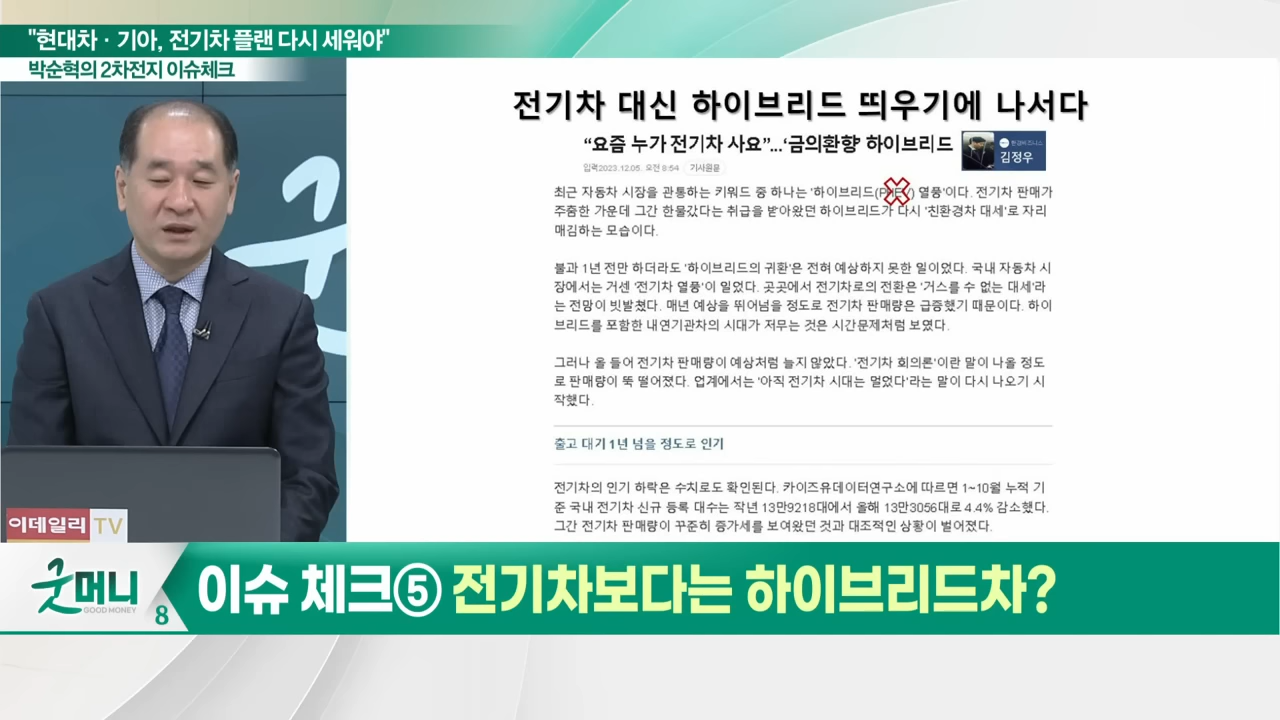 "현대차 · 기아, 전기차 플랜 다시 세워야"
박순혁의 2차전지 이슈체크
전기차 대신 하이브리드 띄우기에 나서다
“요즘 누가 전기차 사요”...‘금의환향’ 하이브리드
한경비즈니스
김정우
입력2023.12.05. 오전 8:54
기사원문
최근 자동차 시장을 관통하는 키워드 중 하나는 '하이브리드( ) 열풍'이다. 전기차 판매가
주춤한 가운데 그간 한물갔다는 취급을 받아왔던 하이브리드가 다시 '친환경차 대세'로 자리
매김하는 모습이다.
불과 1년 전만 하더라도 '하이브리드의 귀환'은 전혀 예상하지 못한 일이었다. 국내 자동차 시
장에서는 거센 '전기차 열풍'이 일었다. 곳곳에서 전기차로의 전환은 '거스를 수 없는 대세'라
는 전망이 빗발쳤다. 매년 예상을 뛰어넘을 정도로 전기차 판매량은 급증했기 때문이다. 하이
브리드를 포함한 내연기관차의 시대가 저무는 것은 시간문제처럼 보였다.
그러나 올 들어 전기차 판매량이 예상처럼 늘지 않았다. '전기차 회의론'이란 말이 나올 정도
로 판매량이 뚝 떨어졌다. 업계에서는 '아직 전기차 시대는 멀었다'라는 말이 다시 나오기 시
작했다.
출고 대기 1년 넘을 정도로 인기
전기차의 인기 하락은 수치로도 확인된다. 카이즈유데이터연구소에 따르면 1~10월 누적 기
준 국내 전기차 신규 등록 대수는 작년 13만9218대에서 올해 13만3056대로 4.4% 감소했다.
그간 전기차 판매량이 꾸준히 증가세를 보여왔던 것과 대조적인 상황이 벌어졌다.
이데일리 TV
굿머니
GOOD MONEY
8
이슈 체크⑤ 전기차보다는 하이브리드차?